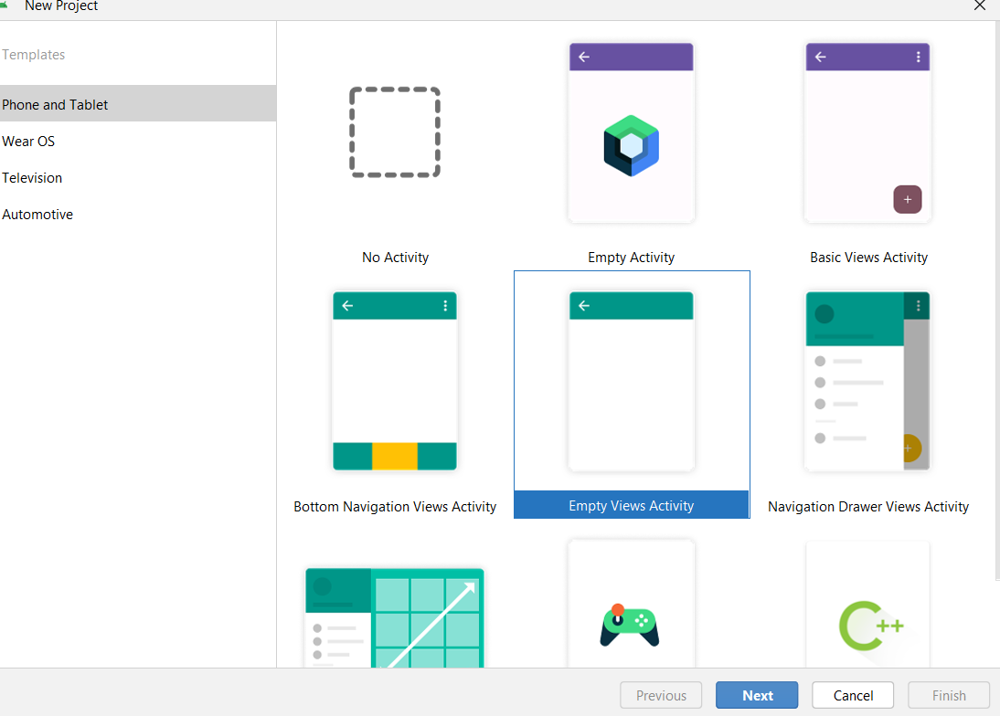 New Project
Templates
Phone and Tablet
Wear OS
Television
Automotive
No Activity
Empty Activity
Basic Views Activity
Bottom Navigation Views Activity
Empty Views Activity
Navigation Drawer Views Activity
C++
Previous
Next
Cancel
Finish